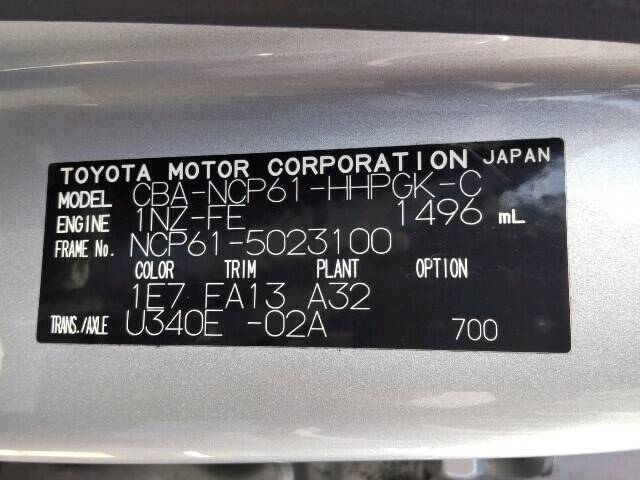 TOYOTA MOTOR CORPORATION JAPAN
MODEL CBA-NCP61-HHPGK-C
ENGINE 1NZ-FE 1496 mL
FRAME No. NCP61-5023100
COLOR TRIM PLANT OPTION
1E7 FA13 A32
TRANS./AXLE U340E -02A 700